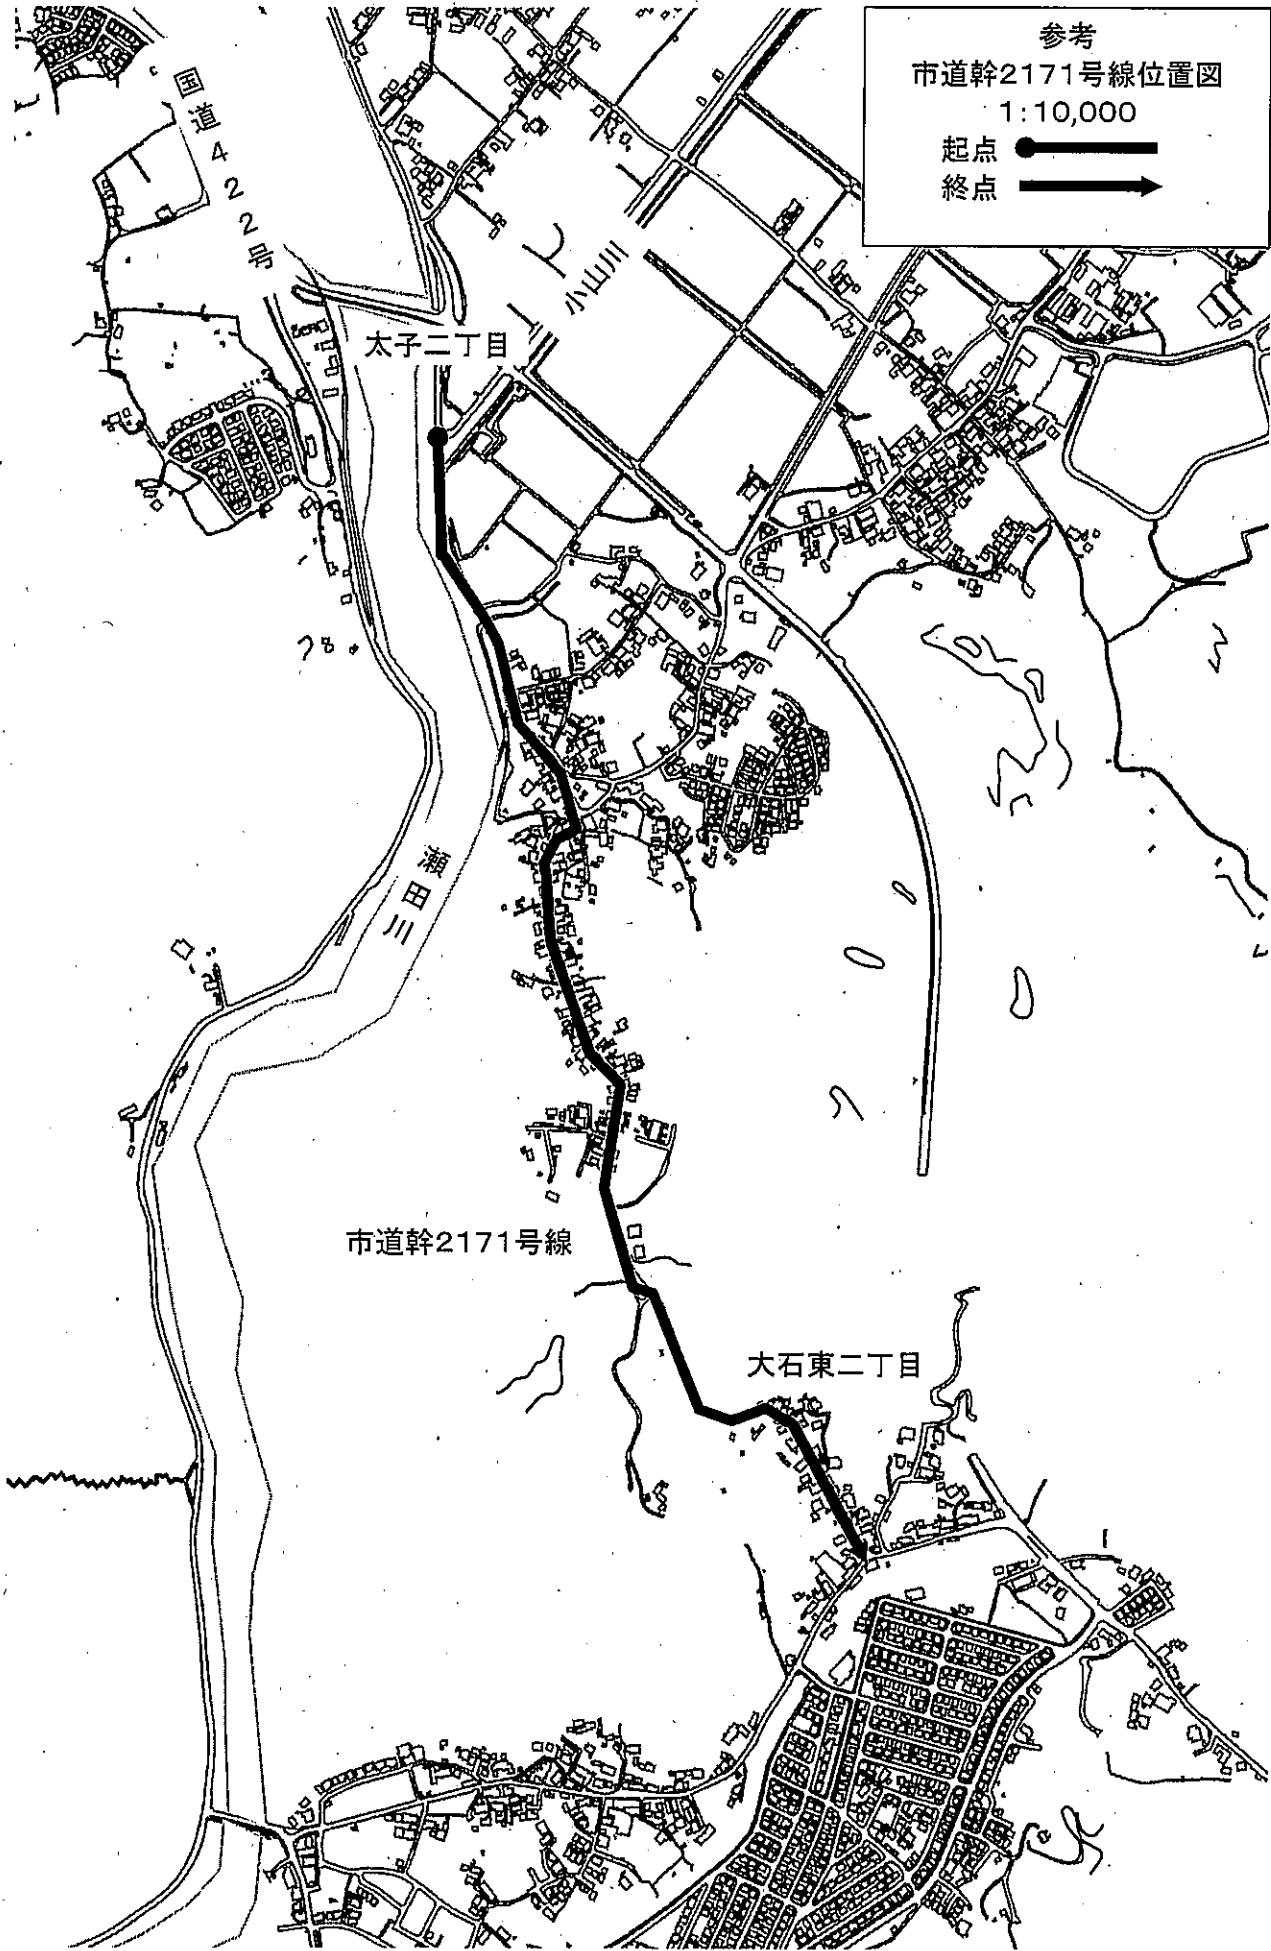 参考
市道幹2171号線位置図
1:10,000
起点
終点
国道422号
小山川
太子二丁目
瀬田川
市道幹2171号線
大石東二丁目